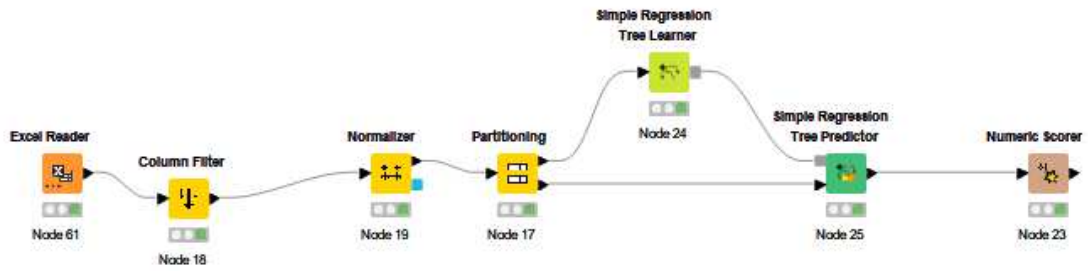 Simple Regression
Tree Learner
Node 24
Excel Reader
Node 61
Column Filter
Node 18
Normalizer
Node 19
Partitioning
Node 17
Simple Regression
Tree Predictor
Node 25
Numeric Scorer
Node 23